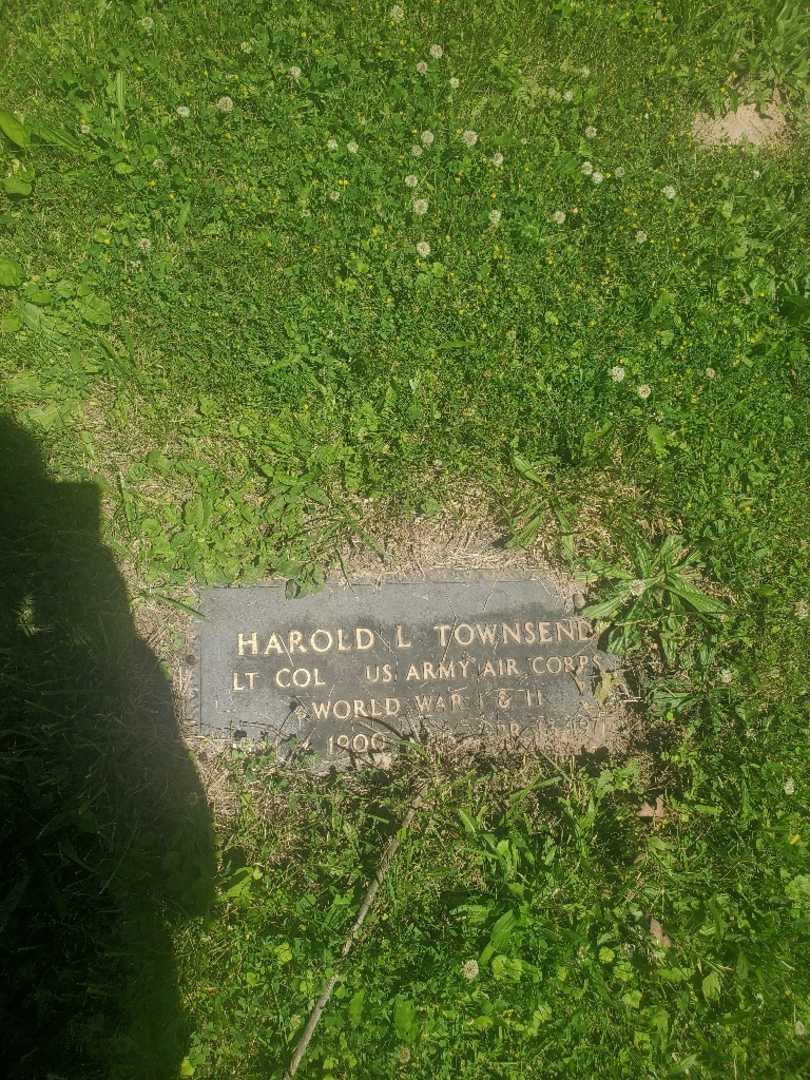 HAROLD L TOWNSEND
LT COL US ARMY AIR CORPS
WORLD WAR I & II
1900